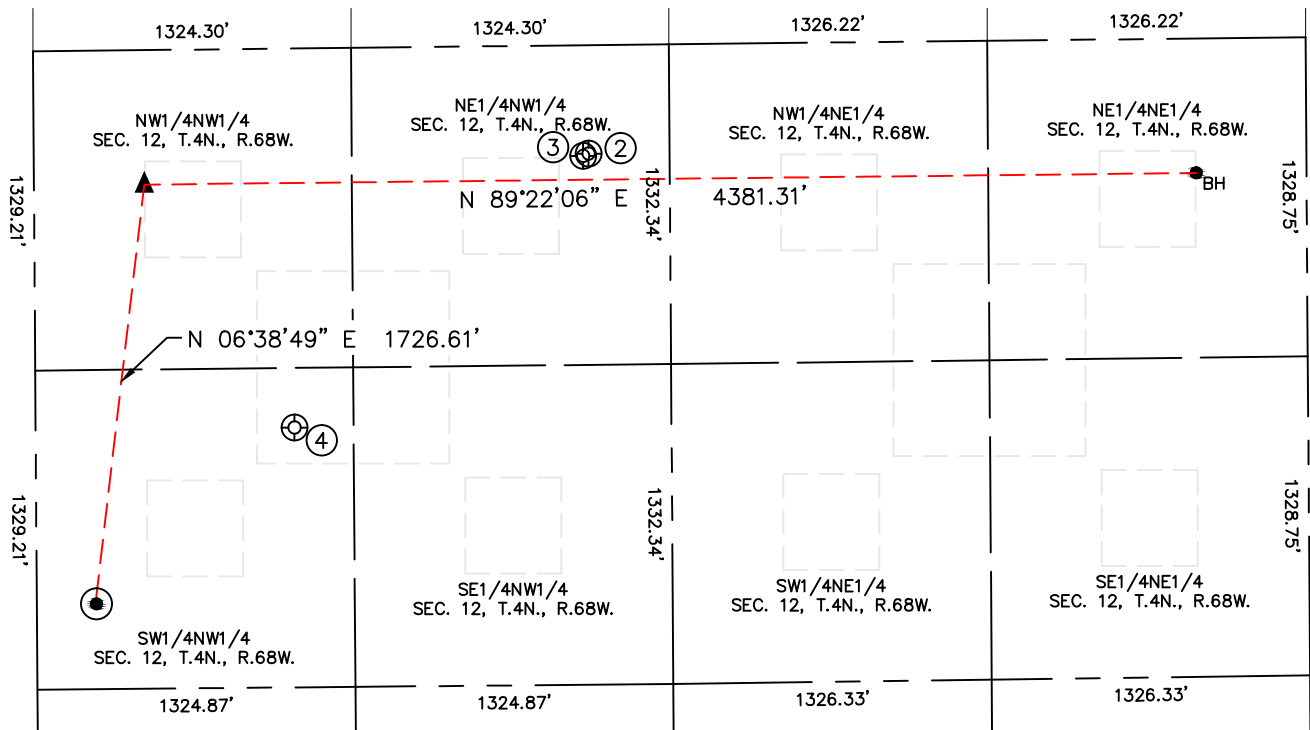 1324.30'
1324.30'
1326.22'
1326.22'
NW1/4NW1/4
SEC. 12, T.4N., R.68W.
NE1/4NW1/4
SEC. 12, T.4N., R.68W.
NW1/4NE1/4
SEC. 12, T.4N., R.68W.
NE1/4NE1/4
SEC. 12, T.4N., R.68W.
3
2
1329.21'
N 89°22'06" E
1332.34'
4381.31'
BH
1328.75'
N 06°38'49" E 1726.61'
4
1329.21'
1332.34'
1328.75'
SW1/4NW1/4
SEC. 12, T.4N., R.68W.
SE1/4NW1/4
SEC. 12, T.4N., R.68W.
SW1/4NE1/4
SEC. 12, T.4N., R.68W.
SE1/4NE1/4
SEC. 12, T.4N., R.68W.
1324.87'
1324.87'
1326.33'
1326.33'